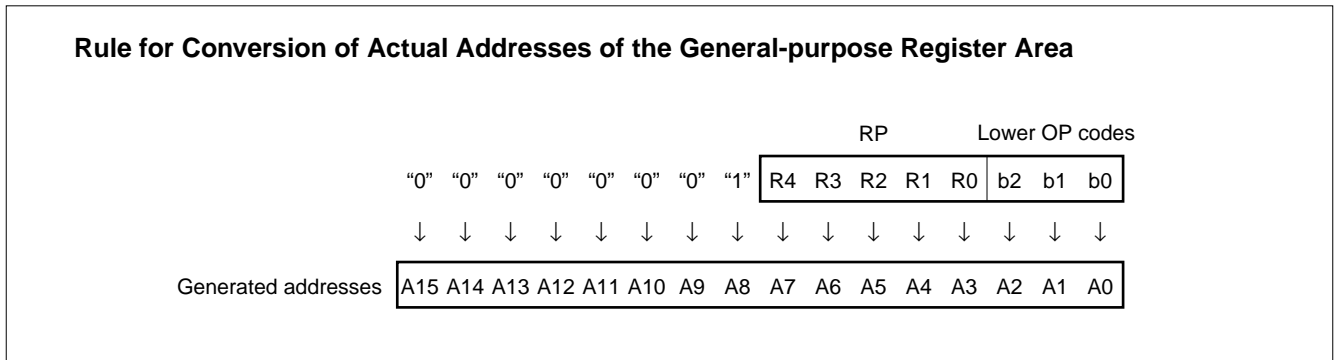 Rule for Conversion of Actual Addresses of the General-purpose Register Area
RP Lower OP codes
“0” “0” “0” “0” “0” “0” “0” “1” R4 R3 R2 R1 R0 b2 b1 b0
↓ ↓ ↓ ↓ ↓ ↓ ↓ ↓ ↓ ↓ ↓ ↓ ↓ ↓ ↓ ↓
Generated addresses A15 A14 A13 A12 A11 A10 A9 A8 A7 A6 A5 A4 A3 A2 A1 A0